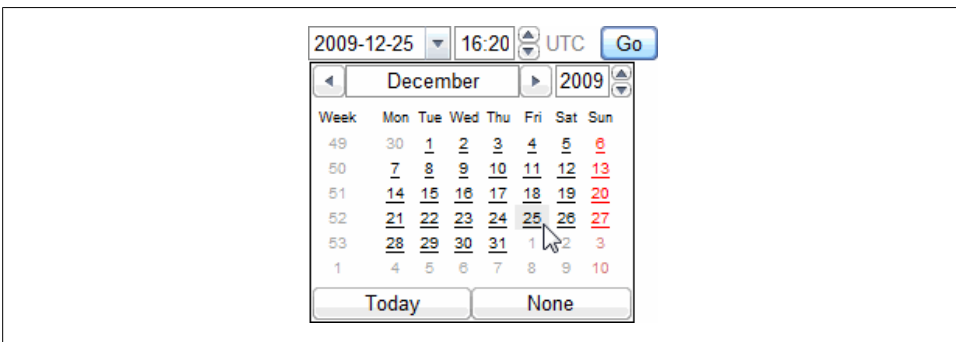 2009-12-25 16:20 UTC Go
December 2009
Week Mon Tue Wed Thu Fri Sat Sun
49 30 1 2 3 4 5 6
50 7 8 9 10 11 12 13
51 14 15 16 17 18 19 20
52 21 22 23 24 25 26 27
53 28 29 30 31 1 2 3
1 4 5 6 7 8 9 10
Today None